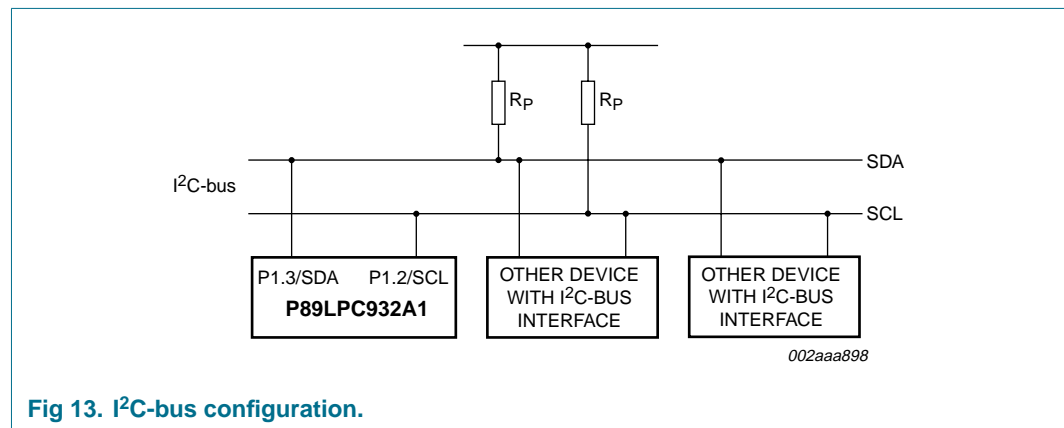 RP RP
SDA
I2C-bus
SCL
P1.3/SDA P1.2/SCL
P89LPC932A1
OTHER DEVICE
WITH I2C-BUS
INTERFACE
OTHER DEVICE
WITH I2C-BUS
INTERFACE
002aaa898
Fig 13. I2C-bus configuration.